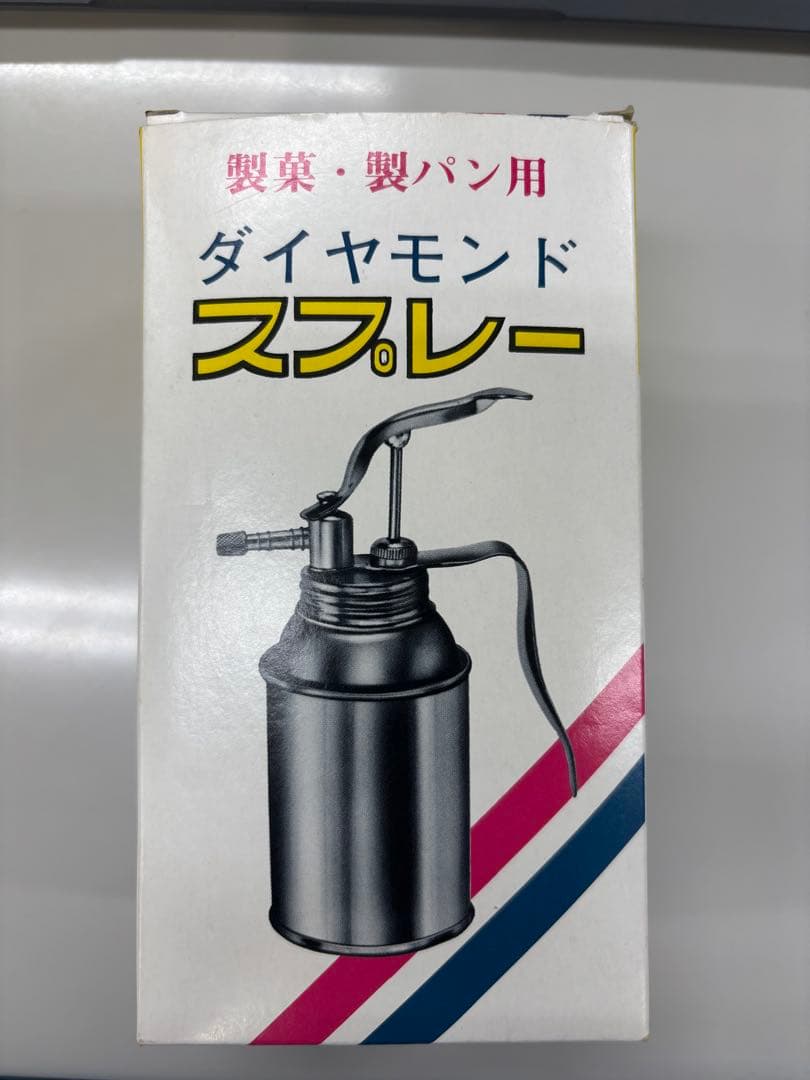 製菓・製パン用
ダイヤモンド
スプレー